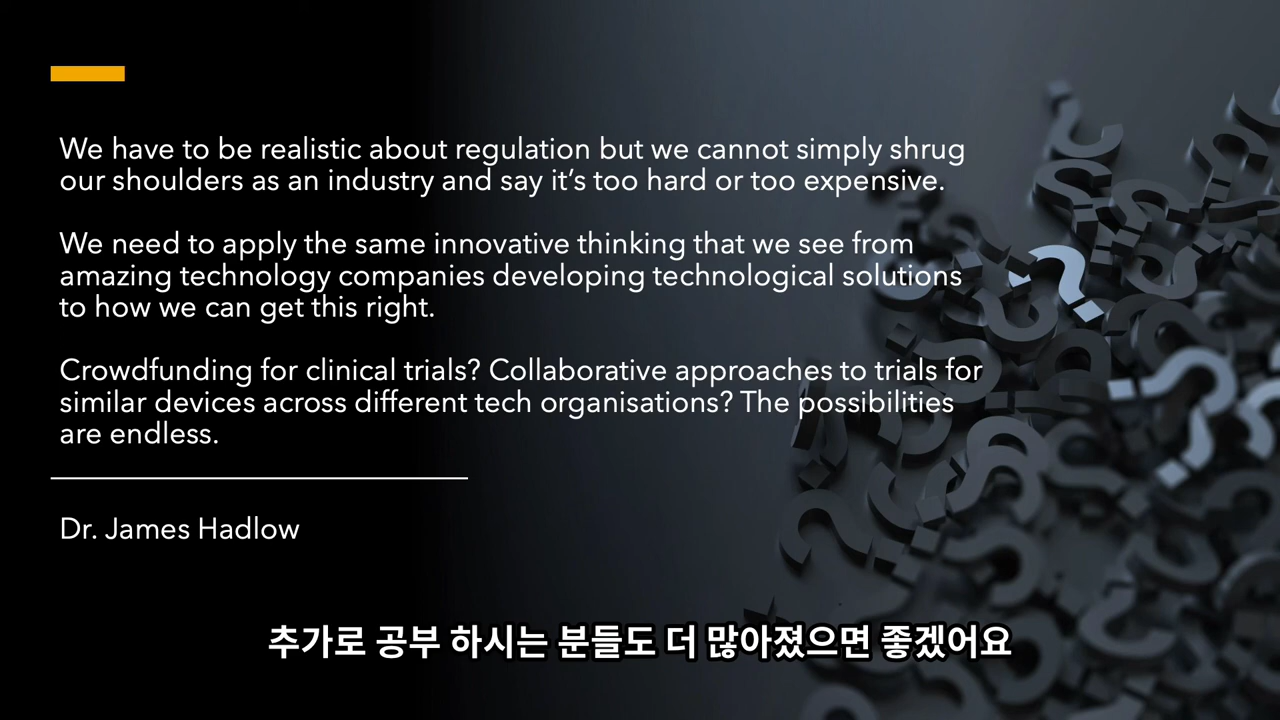 We have to be realistic about regulation but we cannot simply shrug
our shoulders as an industry and say it’s too hard or too expensive.
We need to apply the same innovative thinking that we see from
amazing technology companies developing technological solutions
to how we can get this right.
Crowdfunding for clinical trials? Collaborative approaches to trials for
similar devices across different tech organisations? The possibilities
are endless.
Dr. James Hadlow
추가로 공부 하시는 분들도 더 많아졌으면 좋겠어요